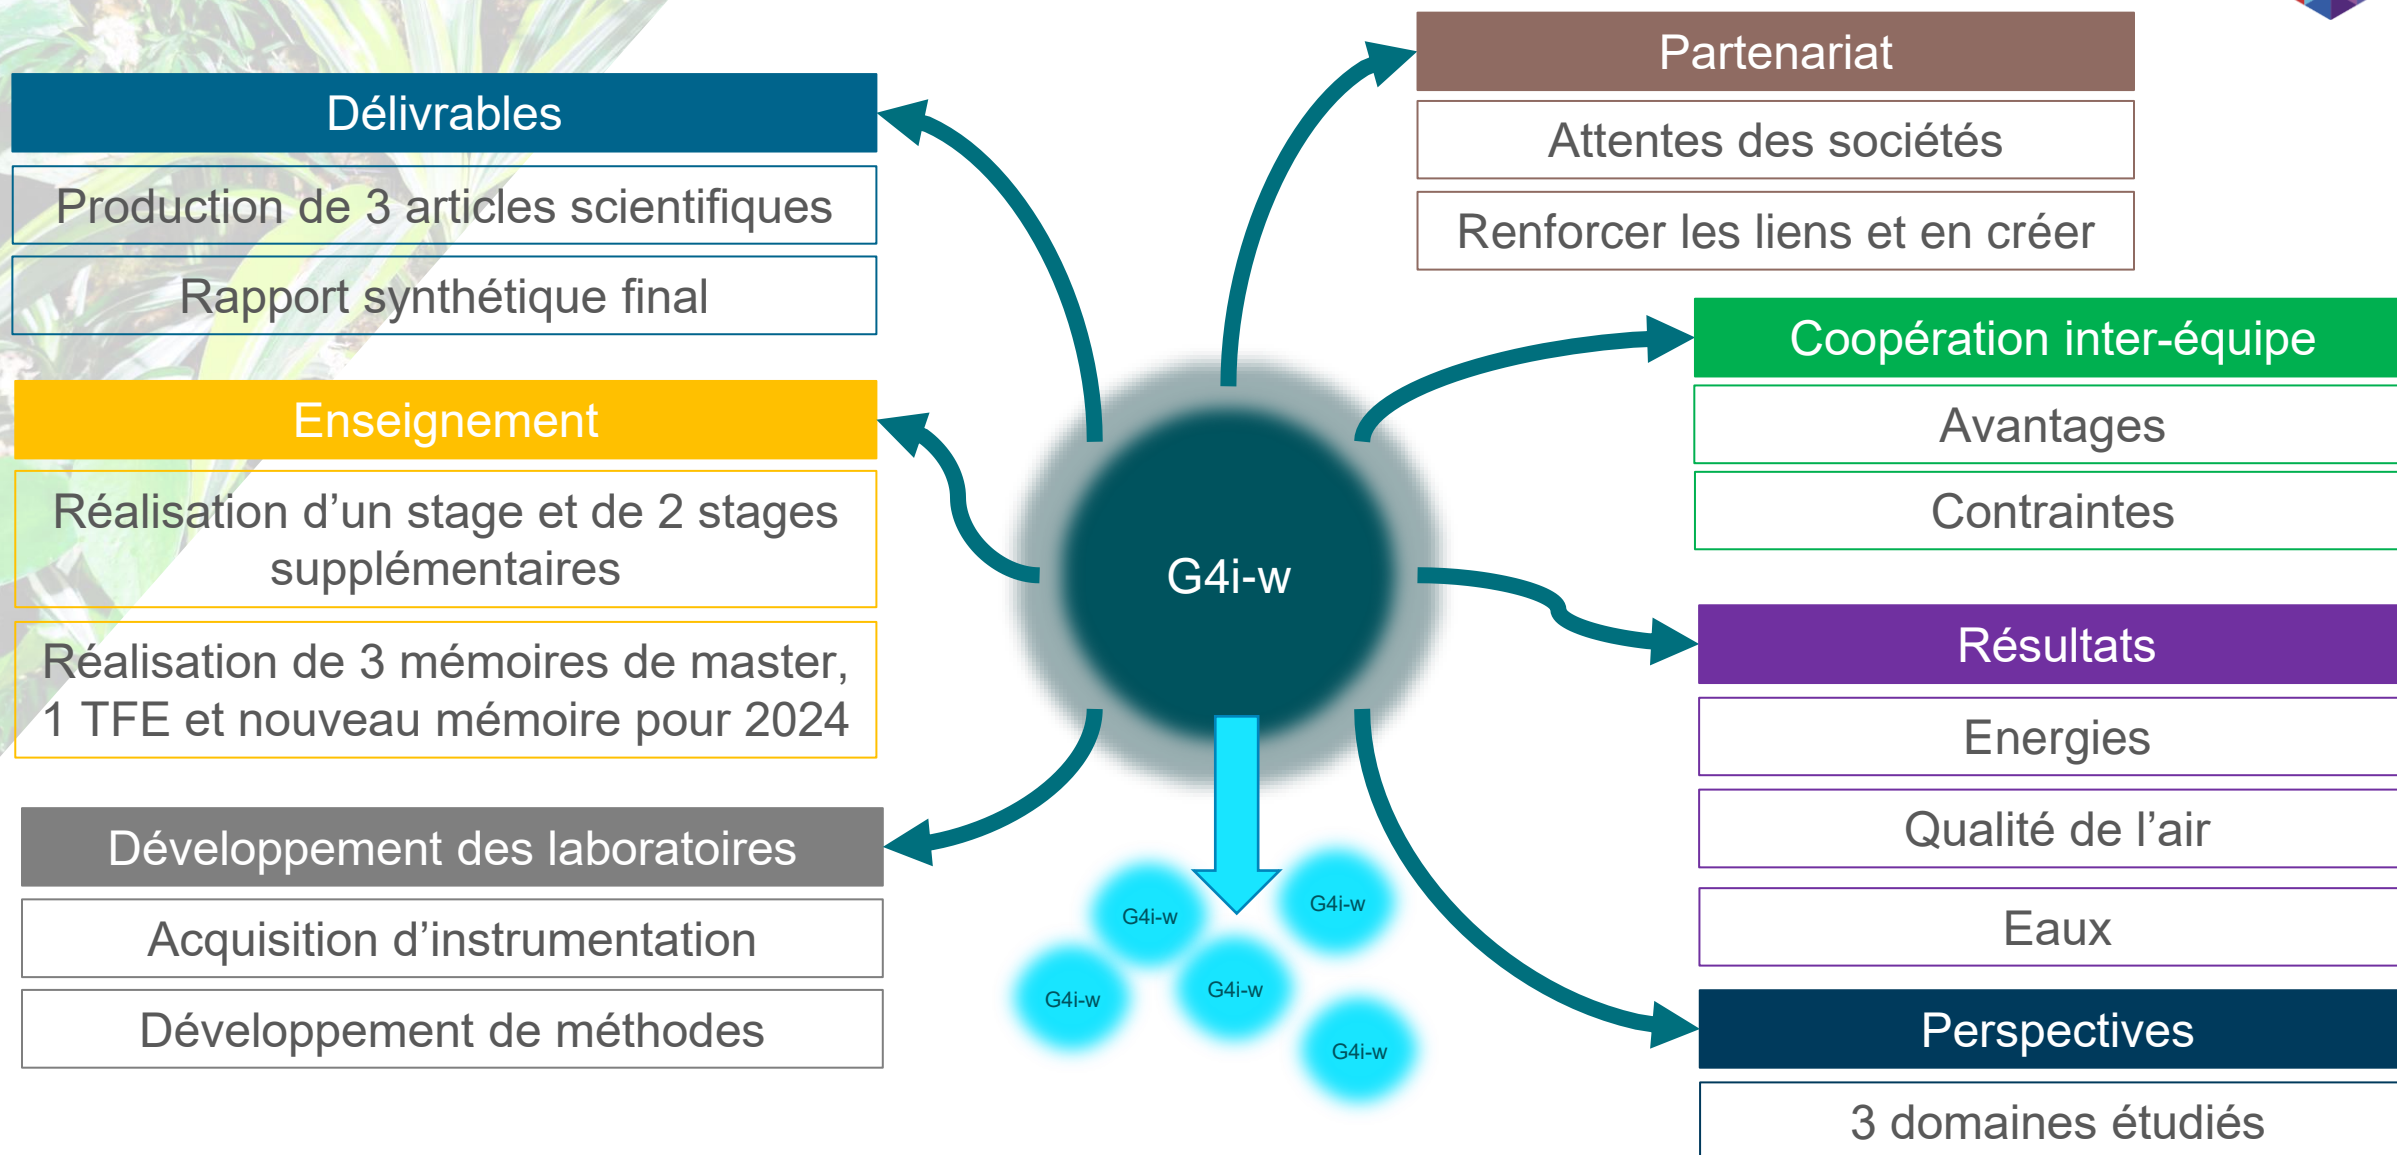 Délivrables
Production de 3 articles scientifiques
Rapport synthétique final
Enseignement
Réalisation d’un stage et de 2 stages
supplémentaires
Réalisation de 3 mémoires de master,
1 TFE et nouveau mémoire pour 2024
Développement des laboratoires
Acquisition d’instrumentation
Développement de méthodes
G4i-w
G4i-w
G4i-w
G4i-w
G4i-w
G4i-w
Partenariat
Attentes des sociétés
Renforcer les liens et en créer
Coopération inter-équipe
Avantages
Contraintes
Résultats
Energies
Qualité de l’air
Eaux
Perspectives
3 domaines étudiés